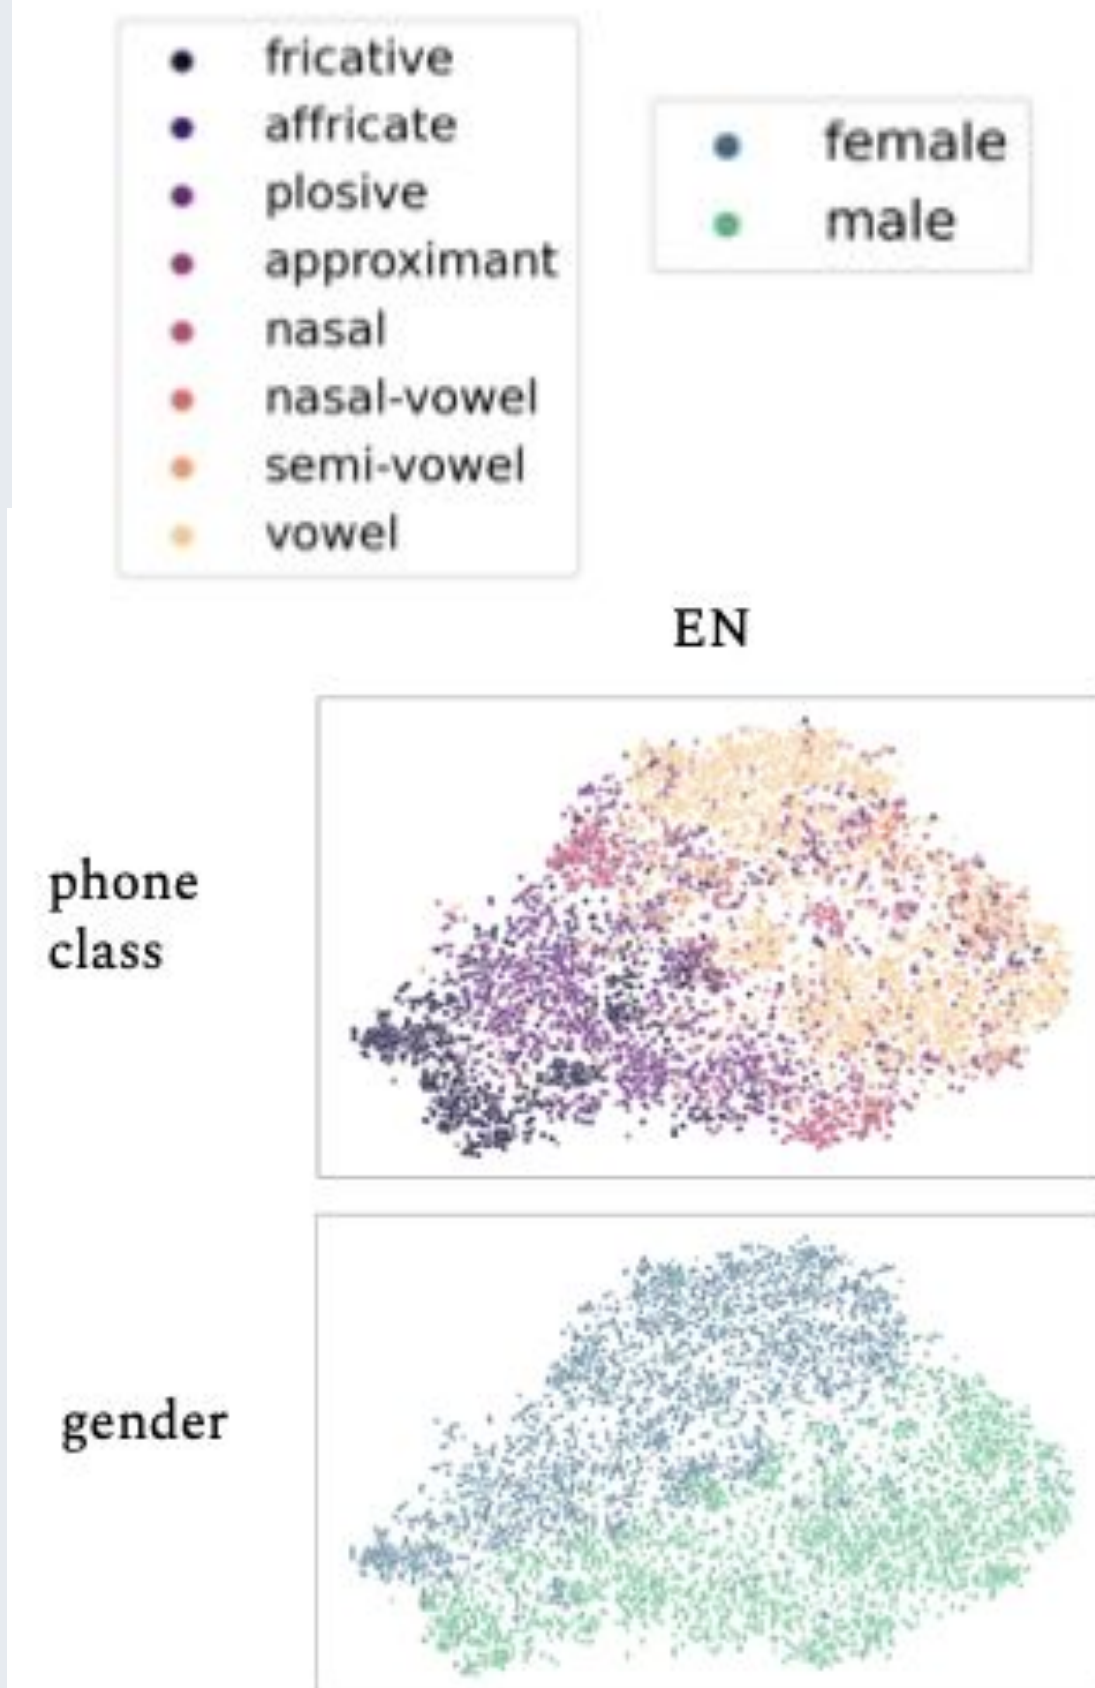 fricative
affricate
plosive
approximant
nasal
nasal-vowel
semi-vowel
vowel
female
male
EN
phone
class
gender